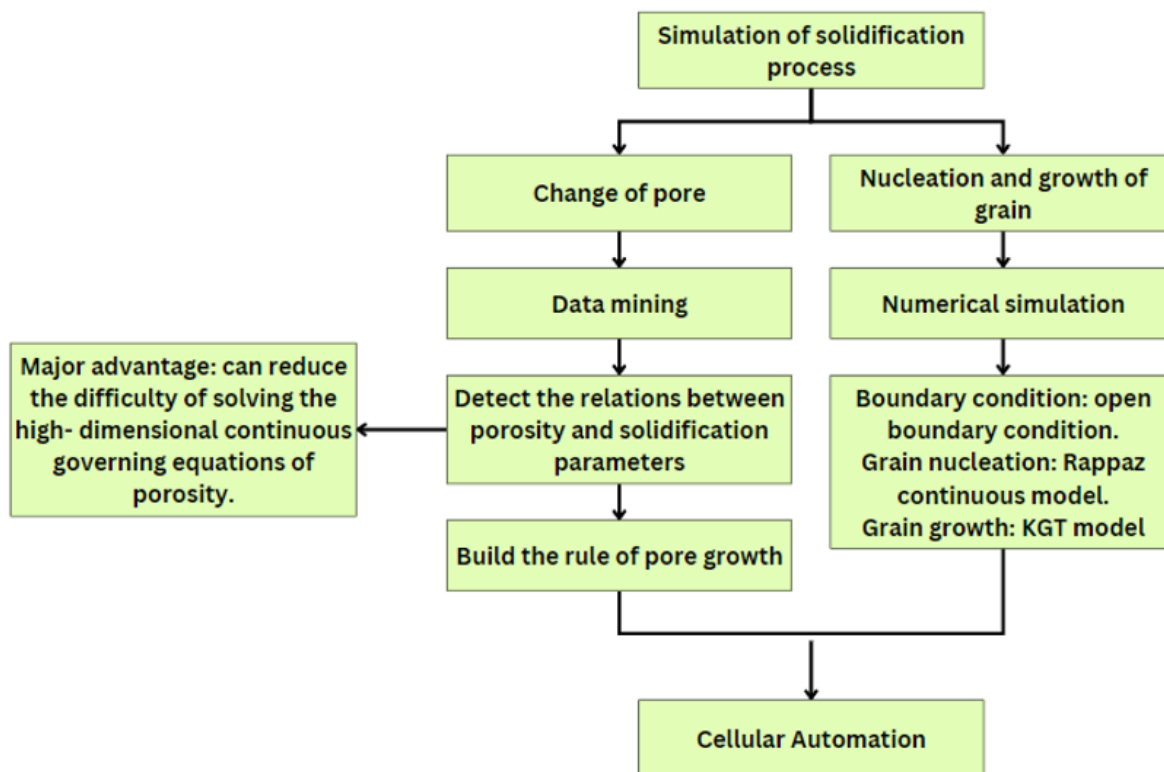 Simulation of solidification
process
Change of pore
Nucleation and growth of
grain
Data mining
Numerical simulation
Major advantage: can reduce
the difficulty of solving the
high- dimensional continuous
governing equations of
porosity.
Detect the relations between
porosity and solidification
parameters
Boundary condition: open
boundary condition.
Grain nucleation: Rappaz
continuous model.
Grain growth: KGT model
Build the rule of pore growth
Cellular Automation